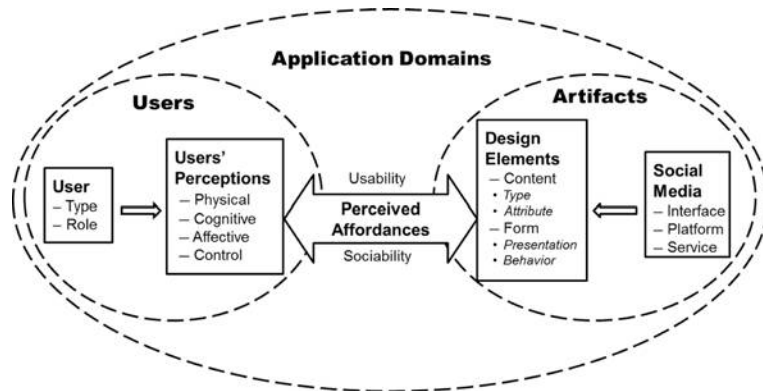 Application Domains
Users
Artifacts
User
– Type
– Role
Users'
Perceptions
– Physical
– Cognitive
– Affective
– Control
Usability
Perceived
Affordances
Sociability
Design
Elements
– Content
• Type
• Attribute
– Form
• Presentation
• Behavior
Social
Media
– Interface
– Platform
– Service